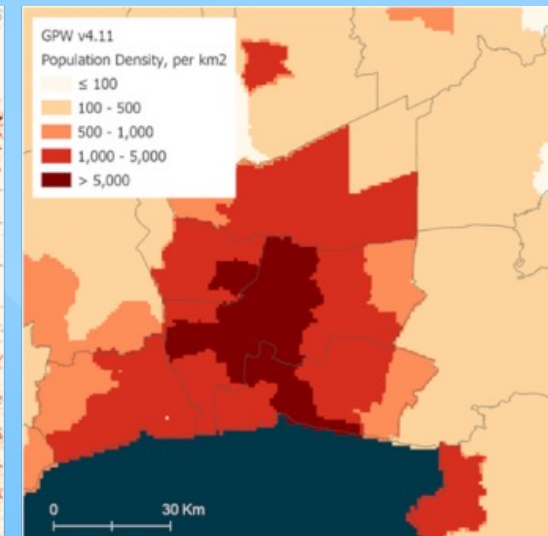 GPW v4.11
Population Density, per km2
≤ 100
100 - 500
500 - 1,000
1,000 - 5,000
> 5,000
0 30 Km